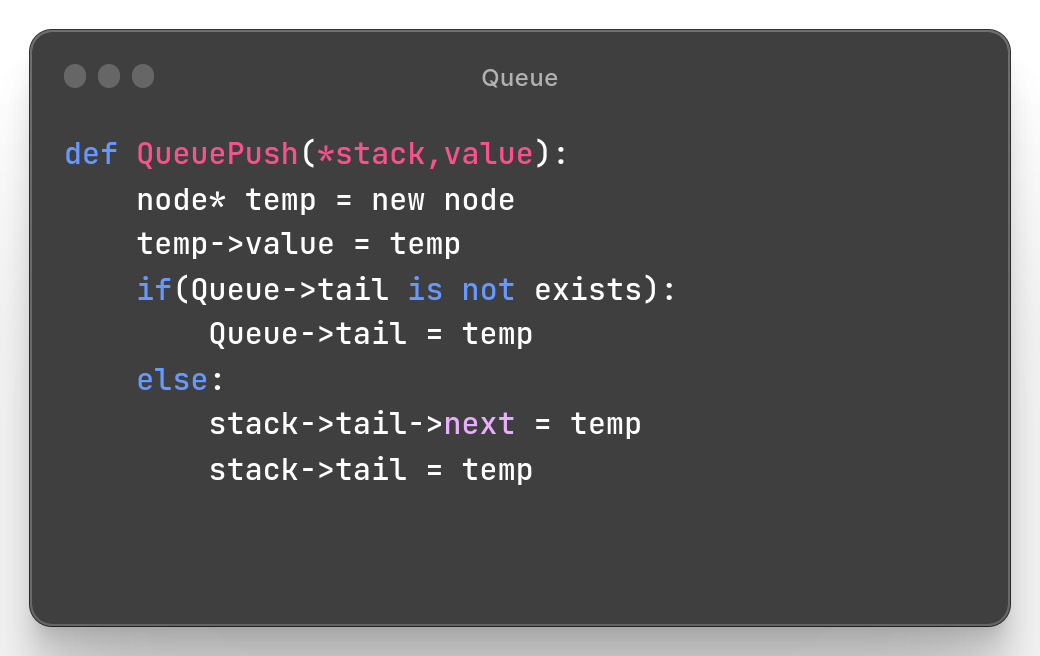 Queue
def QueuePush(*stack,value):
    node* temp = new node
    temp->value = temp
    if(Queue->tail is not exists):
        Queue->tail = temp
    else:
        stack->tail->next = temp
        stack->tail = temp